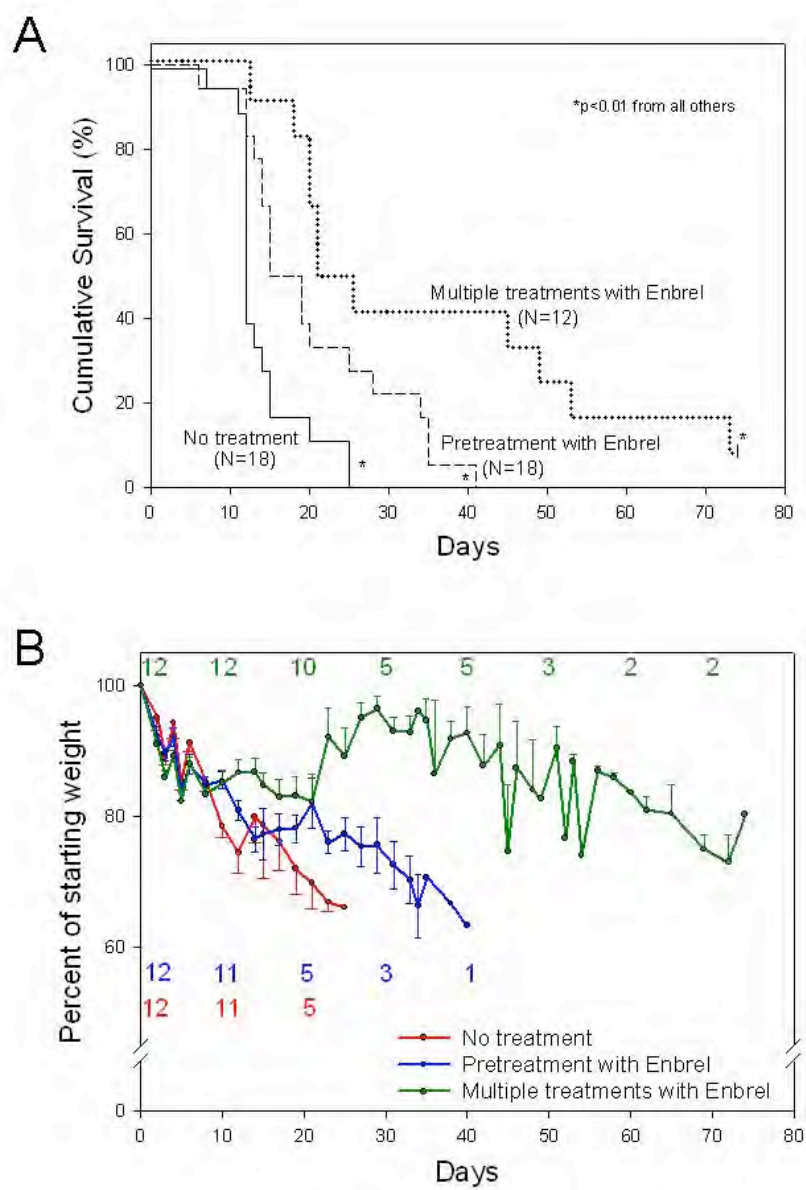 A
Cumulative Survival (%)
100
80
60
40
20
0
*p<0.01 from all others
Multiple treatments with Enbrel
(N=12)
No treatment
(N=18)
*
Pretreatment with Enbrel
* (N=18)
*
0 10 20 30 40 50 60 70 80
Days
B
Percent of starting weight
100
80
60
0
12 12 10 5 5 3 2 2
12 11 5 3 1
12 11 5
No treatment
Pretreatment with Enbrel
Multiple treatments with Enbrel
0 10 20 30 40 50 60 70 80
Days